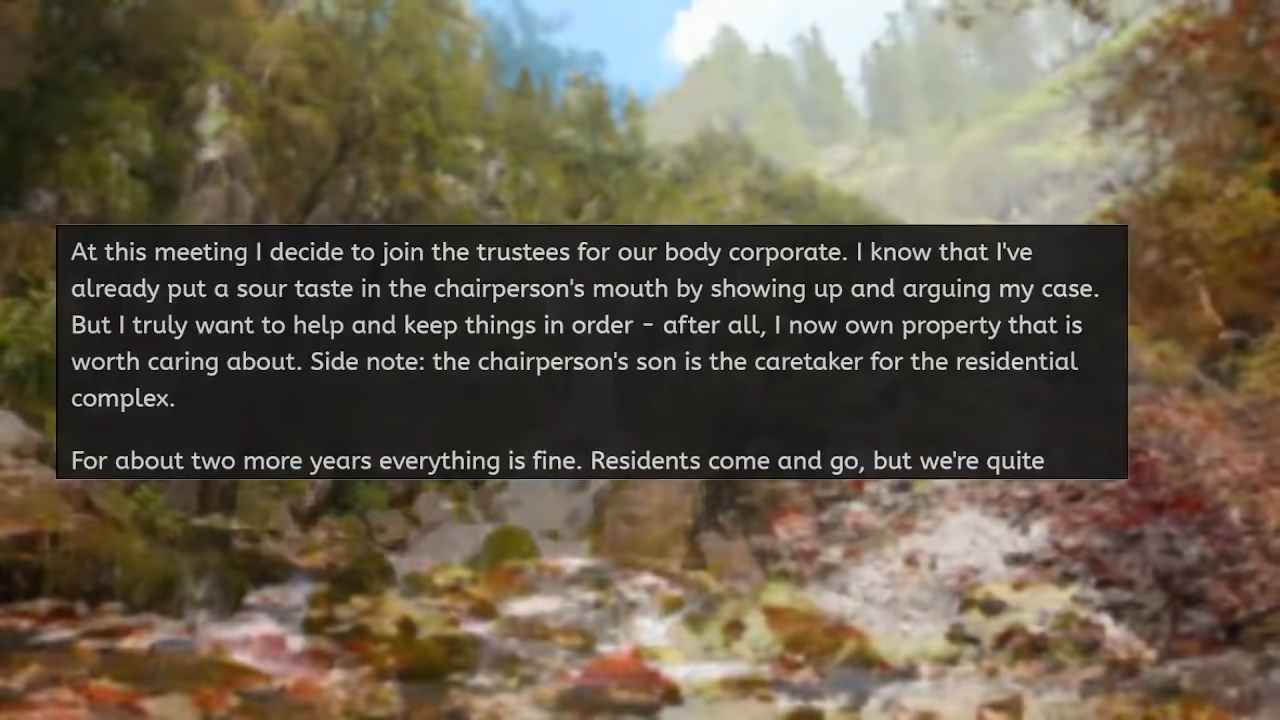 At this meeting I decide to join the trustees for our body corporate. I know that I've
already put a sour taste in the chairperson's mouth by showing up and arguing my case.
But I truly want to help and keep things in order - after all, I now own property that is
worth caring about. Side note: the chairperson's son is the caretaker for the residential
complex.
For about two more years everything is fine. Residents come and go, but we're quite